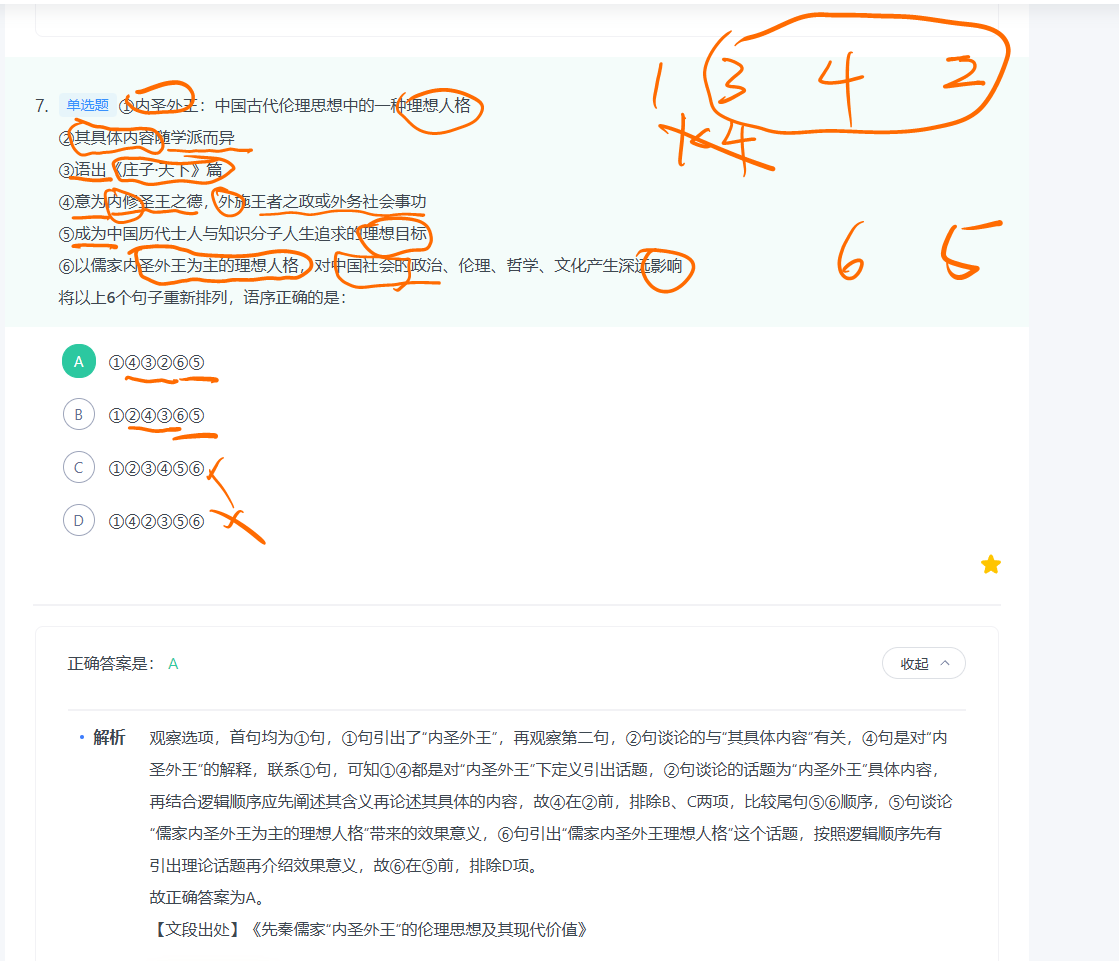 1 3 4 2
7. 单选题 ①内圣外王：中国古代伦理思想中的一种理想人格
②其具体内容随学派而异
1 4
③语出《庄子·天下》篇
④意为内修圣王之德，外施王者之政或外务社会事功
⑤成为中国历代士人与知识分子人生追求的理想目标
6 5
⑥以儒家内圣外王为主的理想人格，对中国社会的政治、伦理、哲学、文化产生深远影响
将以上6个句子重新排列，语序正确的是：
A ①④③②⑥⑤
B ①②④③⑥⑤
C ①②③④⑤⑥
D ①④②③⑤⑥
正确答案是： A
收起
解析 观察选项，首句均为①句，①句引出了“内圣外王”，再观察第二句，②句谈论的与“其具体内容”有关，④句是对“内
圣外王”的解释，联系①句，可知①④都是对“内圣外王”下定义引出话题，②句谈论的话题为“内圣外王”具体内容，
再结合逻辑顺序应先阐述其含义再论述其具体的内容，故④在②前，排除B、C两项，比较尾句⑤⑥顺序，⑤句谈论
“儒家内圣外王为主的理想人格”带来的效果意义，⑥句引出“儒家内圣外王理想人格”这个话题，按照逻辑顺序先有
引出理论话题再介绍效果意义，故⑥在⑤前，排除D项。
故正确答案为A。
【文段出处】《先秦儒家“内圣外王”的伦理思想及其现代价值》